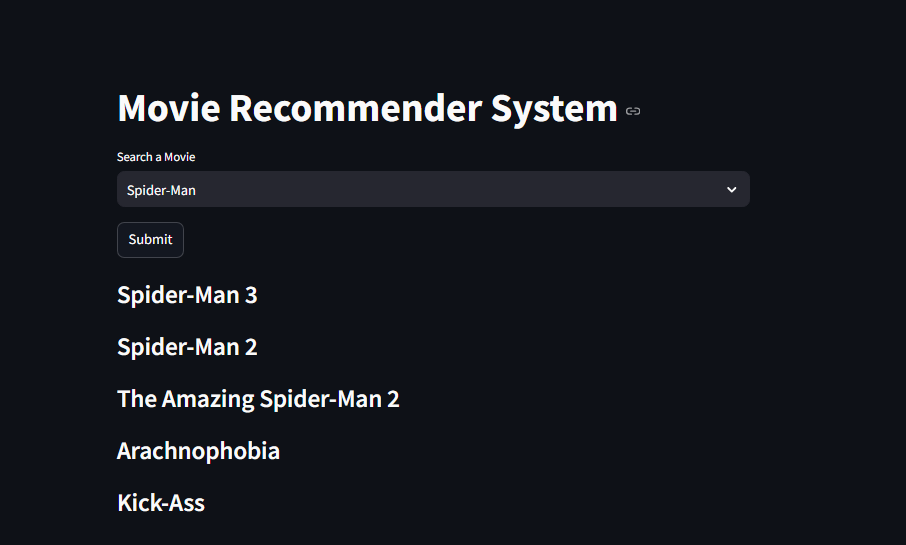 Movie Recommender System
Search a Movie
Spider-Man
Submit
Spider-Man 3
Spider-Man 2
The Amazing Spider-Man 2
Arachnophobia
Kick-Ass